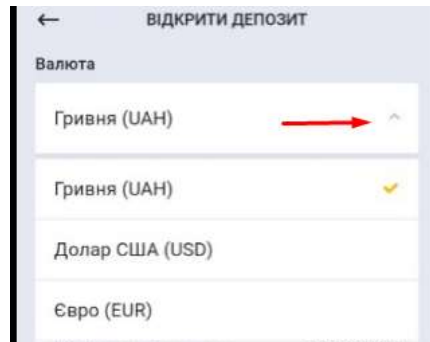 ВІДКРИТИ ДЕПОЗИТ
Валюта
Гривня (UAH)
Гривня (UAH)
Долар США (USD)
Євро (EUR)